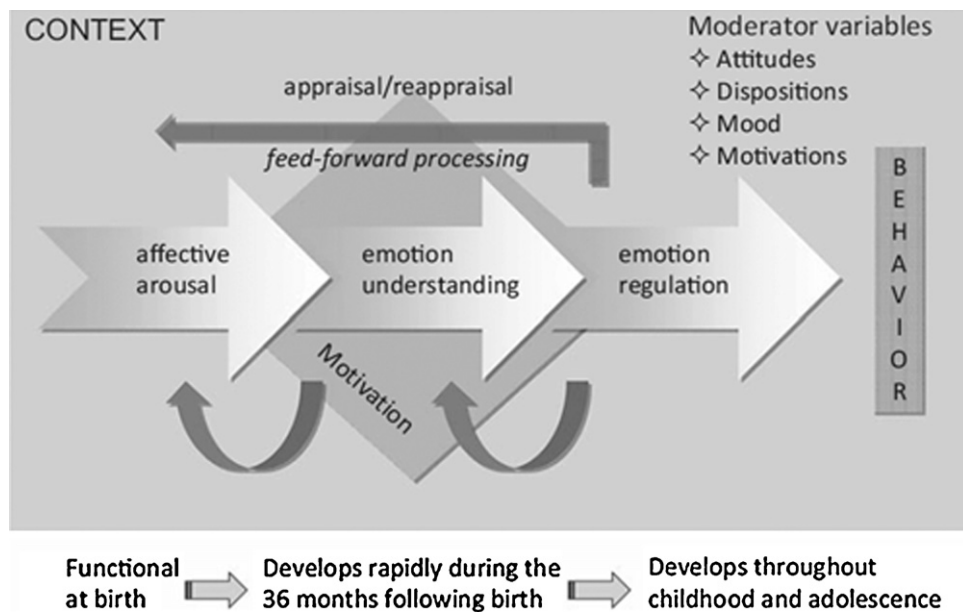 CONTEXT
Moderator variables
✧ Attitudes
✧ Dispositions
✧ Mood
✧ Motivations
appraisal/reappraisal
feed-forward processing
affective
arousal
emotion
understanding
emotion
regulation
Motivation
BEHAVIOR
Functional
at birth
Develops rapidly during the
36 months following birth
Develops throughout
childhood and adolescence